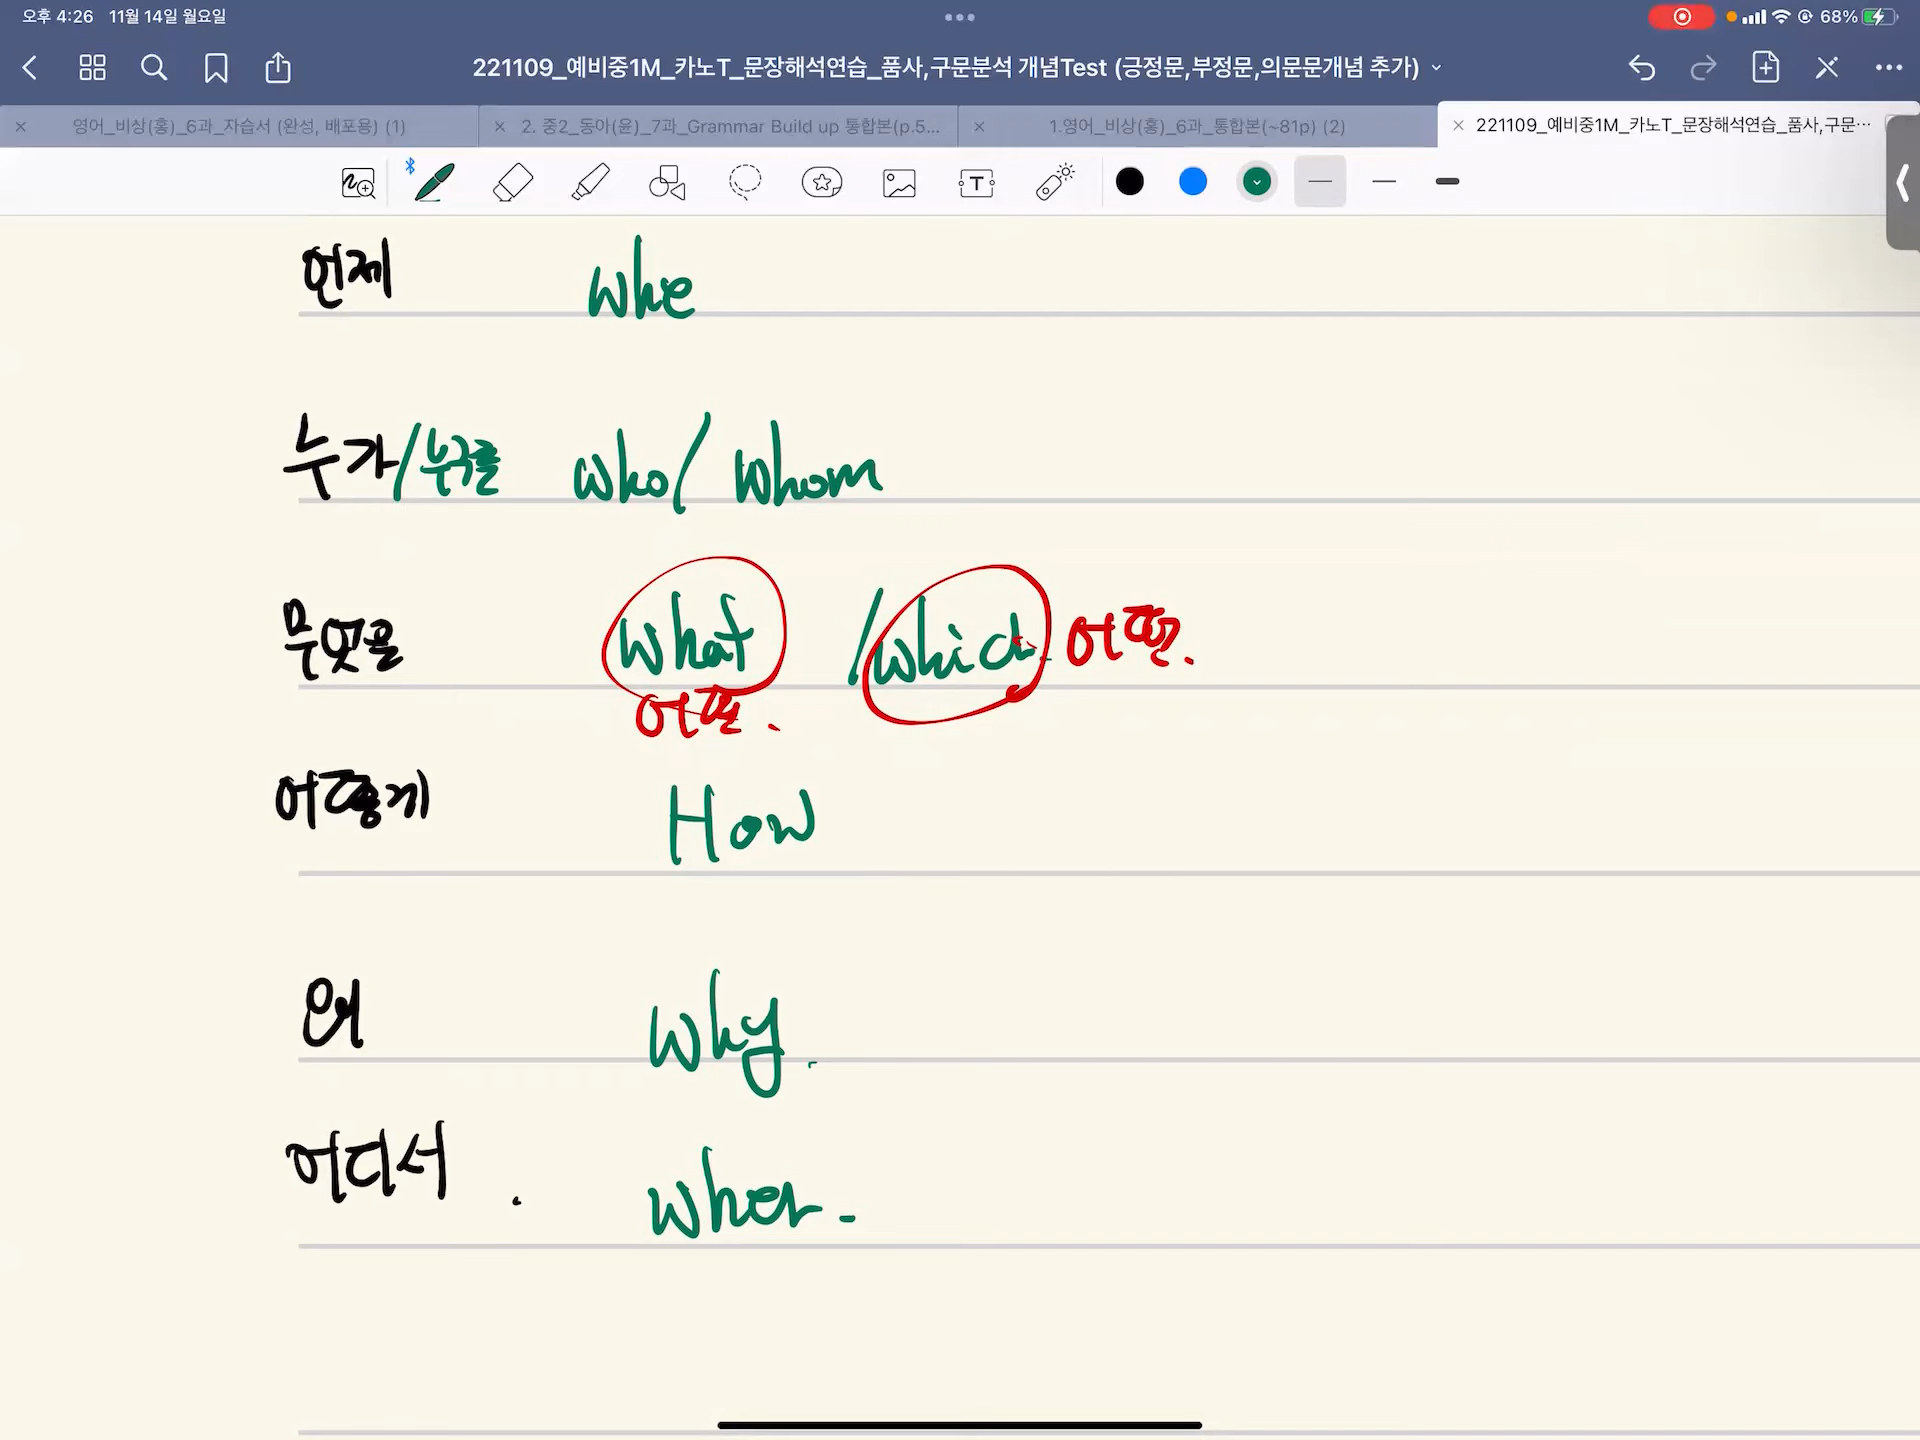 오후 4:26 11월 14일 월요일
68%
221109_예비중1M_카노T_문장해석연습_품사,구문분석 개념Test (긍정문,부정문,의문문개념 추가)
영어_비상(홍)_6과_자습서 (완성, 배포용) (1)
2. 중2_동아(윤)_7과_Grammar Build up 통합본(p.5...
1.영어_비상(홍)_6과_통합본(~81p) (2)
221109_예비중1M_카노T_문장해석연습_품사,구문…
T
언제 whe
누가/누구를 who/ whom
무엇을 what /which. 어떤.
어떤.
어떻게 How
왜 why.
어디서 . wher-